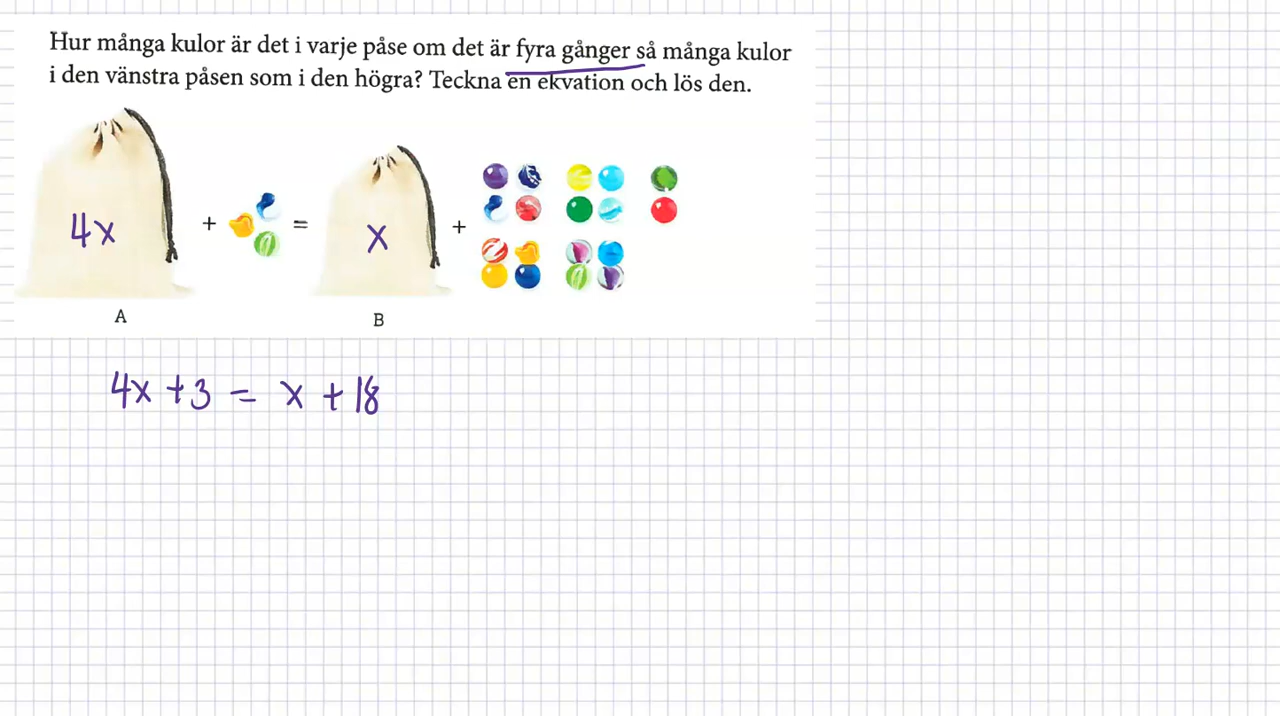 Hur många kulor är det i varje påse om det är fyra gånger så många kulor
i den vänstra påsen som i den högra? Teckna en ekvation och lös den.
4x + = x +
A B
4x + 3 = x + 18